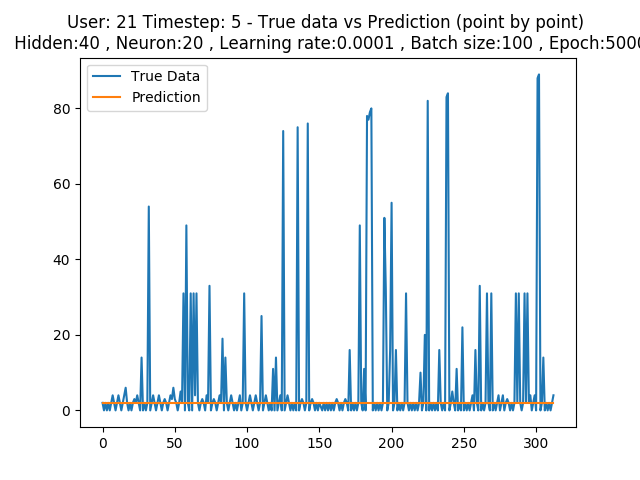 User: 21 Timestep: 5 - True data vs Prediction (point by point)
Hidden:40 , Neuron:20 , Learning rate:0.0001 , Batch size:100 , Epoch:5000
True Data
Prediction
80
60
40
20
0
0 50 100 150 200 250 300